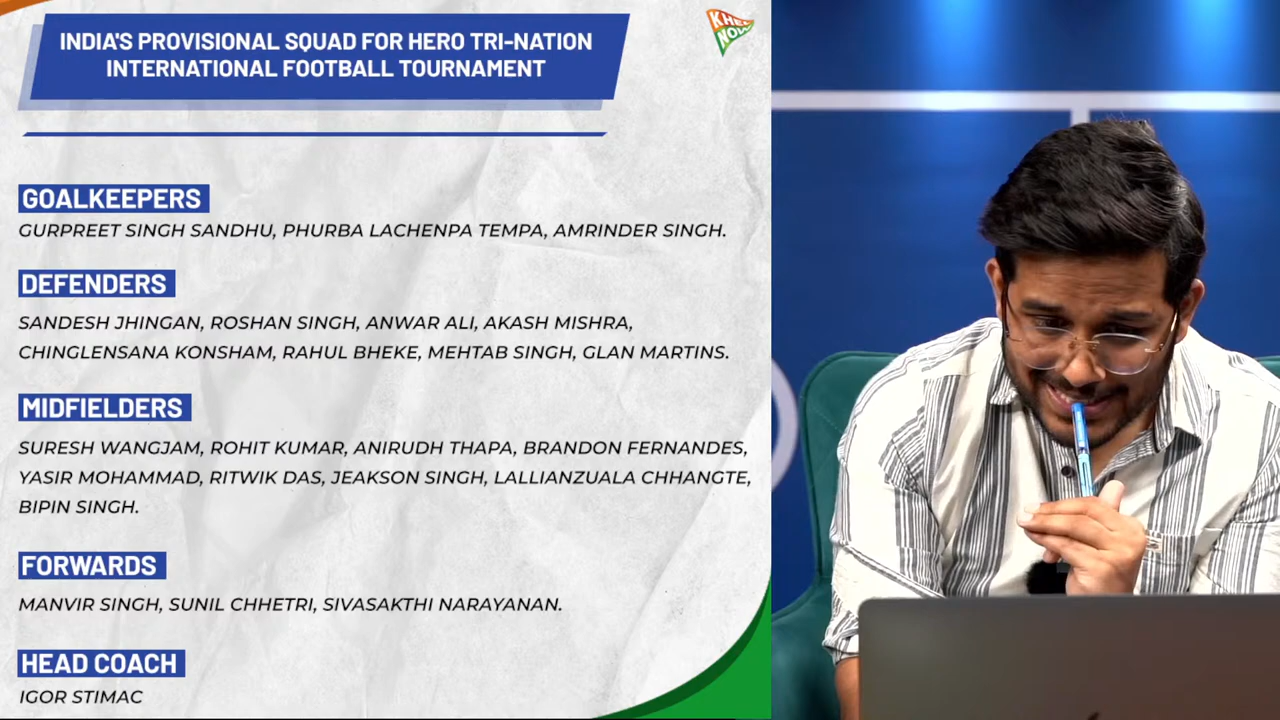 INDIA'S PROVISIONAL SQUAD FOR HERO TRI-NATION
INTERNATIONAL FOOTBALL TOURNAMENT
KHEL
NOW
GOALKEEPERS
GURPREET SINGH SANDHU, PHURBA LACHENPA TEMPA, AMRINDER SINGH.
DEFENDERS
SANDESH JHINGAN, ROSHAN SINGH, ANWAR ALI, AKASH MISHRA,
CHINGLENSANA KONSHAM, RAHUL BHEKE, MEHTAB SINGH, GLAN MARTINS.
MIDFIELDERS
SURESH WANGJAM, ROHIT KUMAR, ANIRUDH THAPA, BRANDON FERNANDES,
YASIR MOHAMMAD, RITWIK DAS, JEAKSON SINGH, LALLIANZUALA CHHANGTE,
BIPIN SINGH.
FORWARDS
MANVIR SINGH, SUNIL CHHETRI, SIVASAKTHI NARAYANAN.
HEAD COACH
IGOR STIMAC